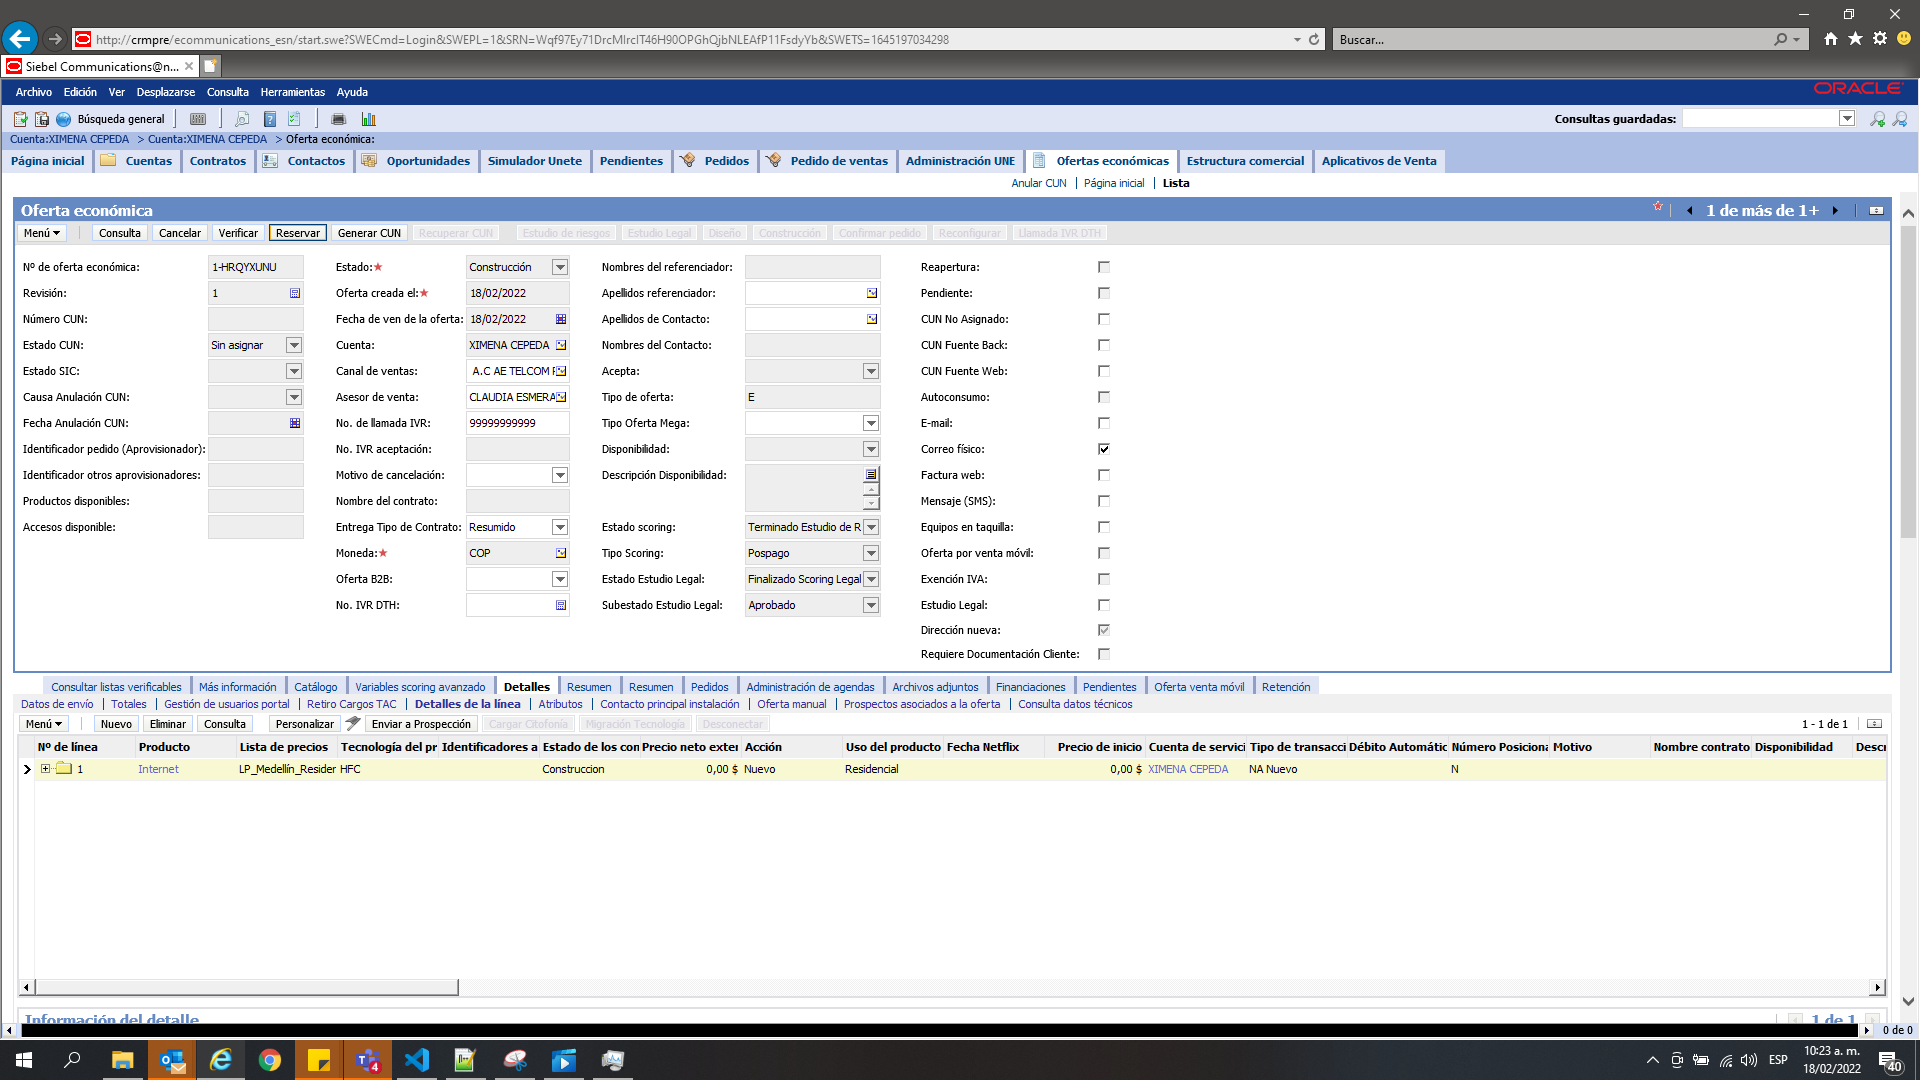 http://crmpre/ecommunications_esn/start.swe?SWECmd=Login&SWEPL=1&SRN=Wqf97Ey71DrcMIrcIT46H90OPGhQjbNLEAfP11FsdyYb&SWETS=1645197034298
Buscar...
Siebel Communications@n...
Archivo Edición Ver Desplazarse Consulta Herramientas Ayuda
ORACLE
Búsqueda general
Consultas guardadas:
Cuenta:XIMENA CEPEDA > Cuenta:XIMENA CEPEDA > Oferta económica:
Página inicial Cuentas Contratos Contactos Oportunidades Simulador Unete Pendientes Pedidos Pedido de ventas Administración UNE Ofertas económicas Estructura comercial Aplicativos de Venta
Anular CUN | Página inicial | Lista
Oferta económica
1 de más de 1+
Menú Consulta Cancelar Verificar Reservar Generar CUN Recuperar CUN Estudio de riesgos Estudio Legal Diseño Construcción Confirmar pedido Reconfigurar Llamada IVR DTH
Nº de oferta económica: 1-HRQYXUNU Estado:★ Construcción Nombres del referenciador: Reapertura:
Revisión: 1 Oferta creada el:★ 18/02/2022 Apellidos referenciador: Pendiente:
Número CUN: Fecha de ven de la oferta: 18/02/2022 Apellidos de Contacto: CUN No Asignado:
Estado CUN: Sin asignar Cuenta: XIMENA CEPEDA Nombres del Contacto: CUN Fuente Back:
Estado SIC: Canal de ventas: A.C AE TELCOM Acepta: CUN Fuente Web:
Causa Anulación CUN: Asesor de venta: CLAUDIA ESMERA Tipo de oferta: E Autoconsumo:
Fecha Anulación CUN: No. de llamada IVR: 99999999999 Tipo Oferta Mega: E-mail:
Identificador pedido (Aprovisionador): No. IVR aceptación: Disponibilidad: Correo físico:
Identificador otros aprovisionadores: Motivo de cancelación: Descripción Disponibilidad: Factura web:
Productos disponibles: Nombre del contrato: Mensaje (SMS):
Accesos disponible: Entrega Tipo de Contrato: Resumido Estado scoring: Terminado Estudio de R Equipos en taquilla:
Moneda:★ COP Tipo Scoring: Pospago Oferta por venta móvil:
Oferta B2B: Estado Estudio Legal: Finalizado Scoring Legal Exención IVA:
No. IVR DTH: Subestado Estudio Legal: Aprobado Estudio Legal:
Dirección nueva:
Requiere Documentación Cliente:
Consultar listas verificables Más información Catálogo Variables scoring avanzado Detalles Resumen Resumen Pedidos Administración de agendas Archivos adjuntos Financiaciones Pendientes Oferta venta móvil Retención
Datos de envío | Totales | Gestión de usuarios portal | Retiro Cargos TAC | Detalles de la línea | Atributos | Contacto principal instalación | Oferta manual | Prospectos asociados a la oferta | Consulta datos técnicos
Menú Nuevo Eliminar Consulta Personalizar Enviar a Prospección Cargar Citofonía Migración Tecnología Desconectar 1 - 1 de 1
Nº de línea Producto Lista de precios Tecnología del pr Identificadores a Estado de los con Precio neto exter Acción Uso del producto Fecha Netflix Precio de inicio Cuenta de servici Tipo de transacci Débito Automátic Número Posiciona Motivo Nombre contrato Disponibilidad Descr
1 Internet LP_Medellín_Resider HFC Construccion 0,00 $ Nuevo Residencial 0,00 $ XIMENA CEPEDA NA Nuevo N
Información del detalle
1 de 1
0 de 0
4 ESP 10:23 a. m.
18/02/2022
40